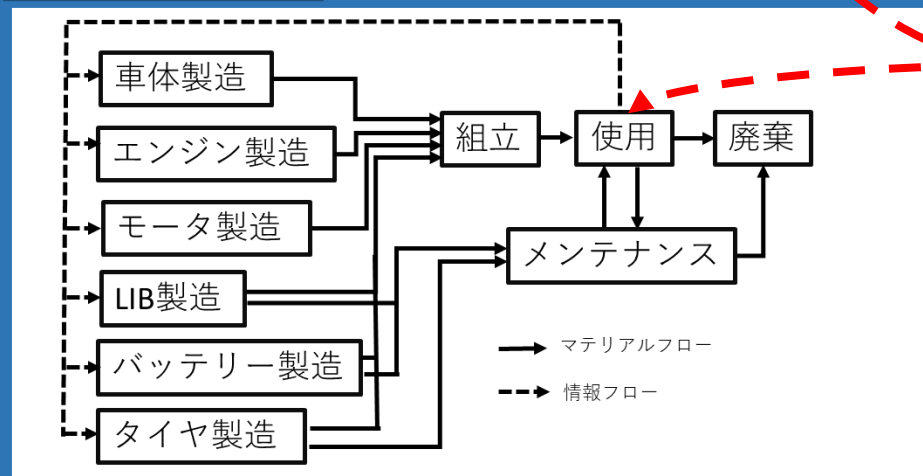 車体製造
エンジン製造
モータ製造
LIB製造
バッテリー製造
タイヤ製造
組立
使用
廃棄
メンテナンス
マテリアルフロー
情報フロー